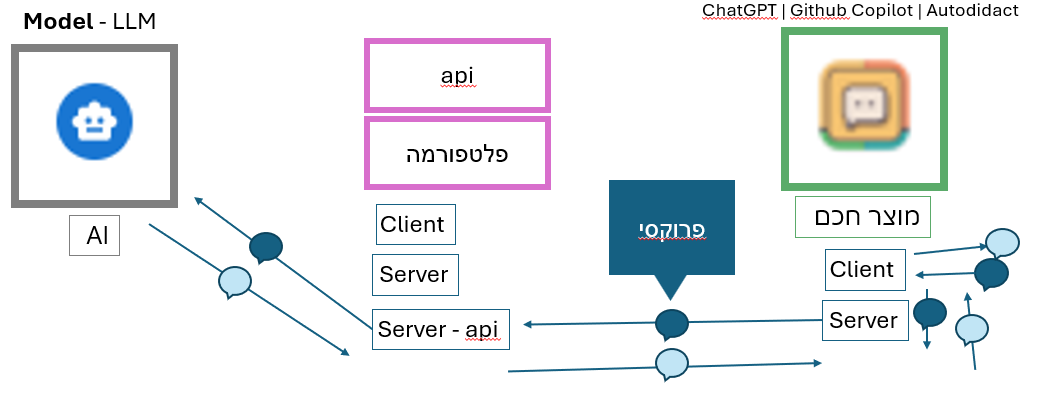 Model - LLM
ChatGPT | Github Copilot | Autodidact
api
פלטפורמה
פרוקסי
AI
מוצר חכם
Client
Server
Server - api
Client
Server